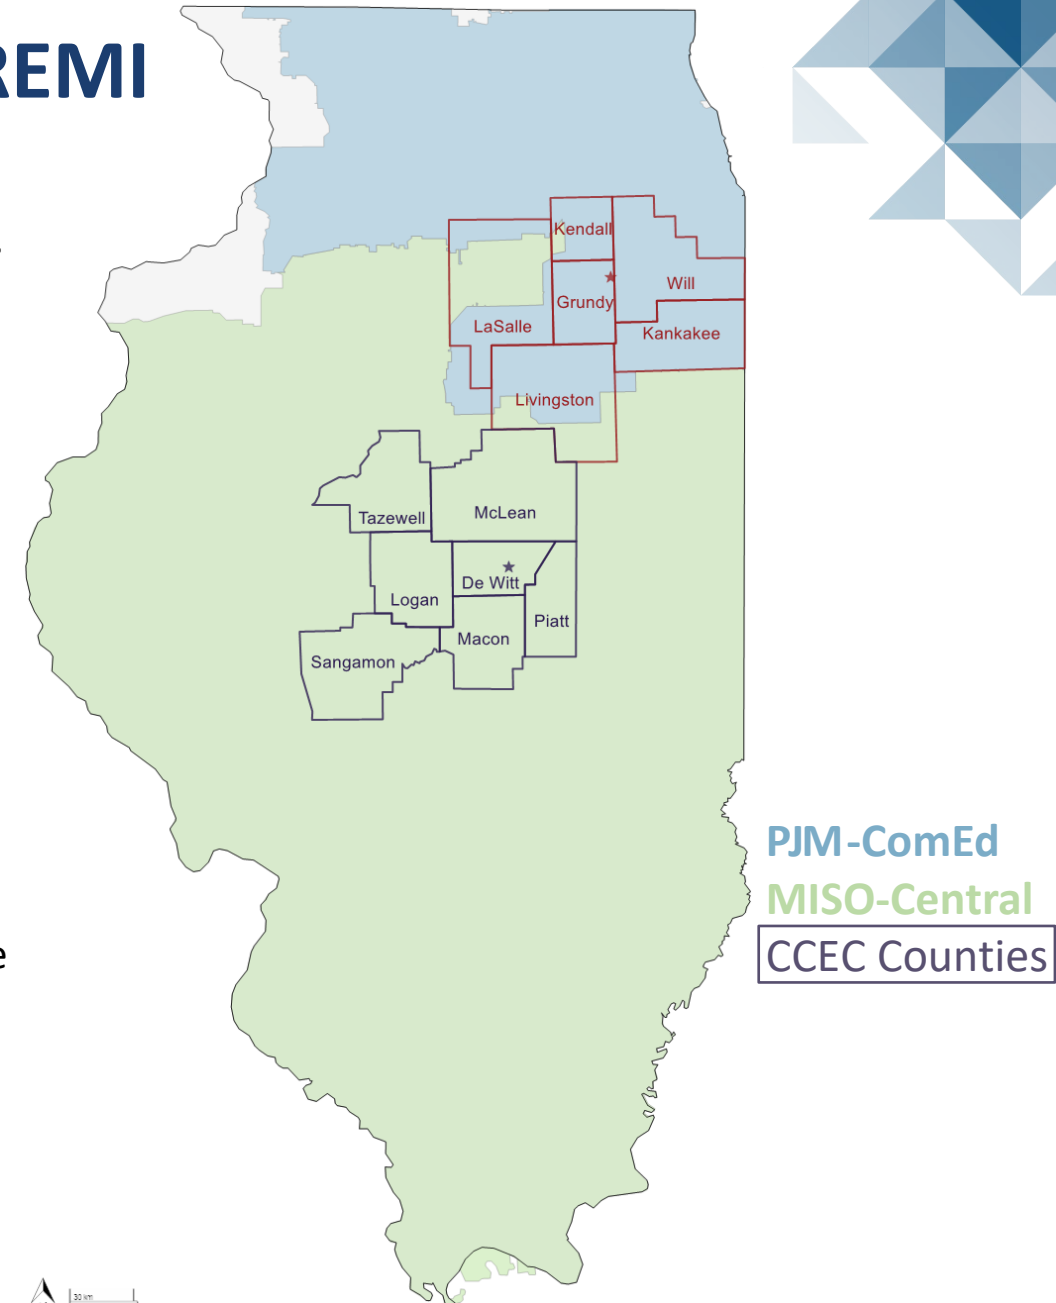 REMI
Kendall
Will
Grundy
LaSalle
Kankakee
Livingston
McLean
Tazewell
De Witt
Logan
Piatt
Macon
Sangamon
PJM-ComEd
MISO-Central
e
CCEC Counties
30 km